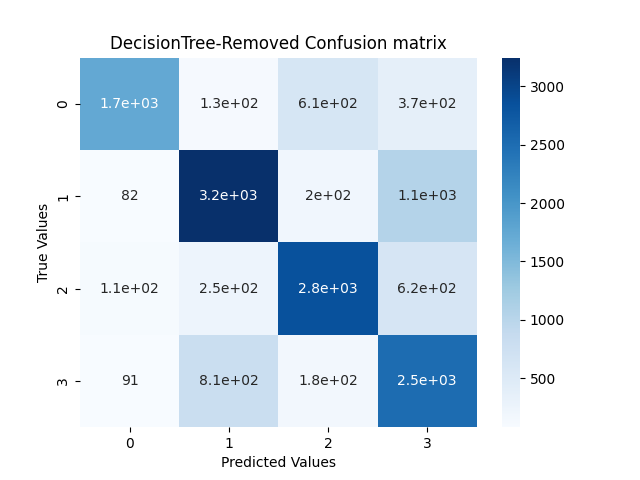 DecisionTree-Removed Confusion matrix
0 1.7e+03 1.3e+02 6.1e+02 3.7e+02
1 82 3.2e+03 2e+02 1.1e+03
2 1.1e+02 2.5e+02 2.8e+03 6.2e+02
3 91 8.1e+02 1.8e+02 2.5e+03
0 1 2 3
Predicted Values
True Values
3000
2500
2000
1500
1000
500